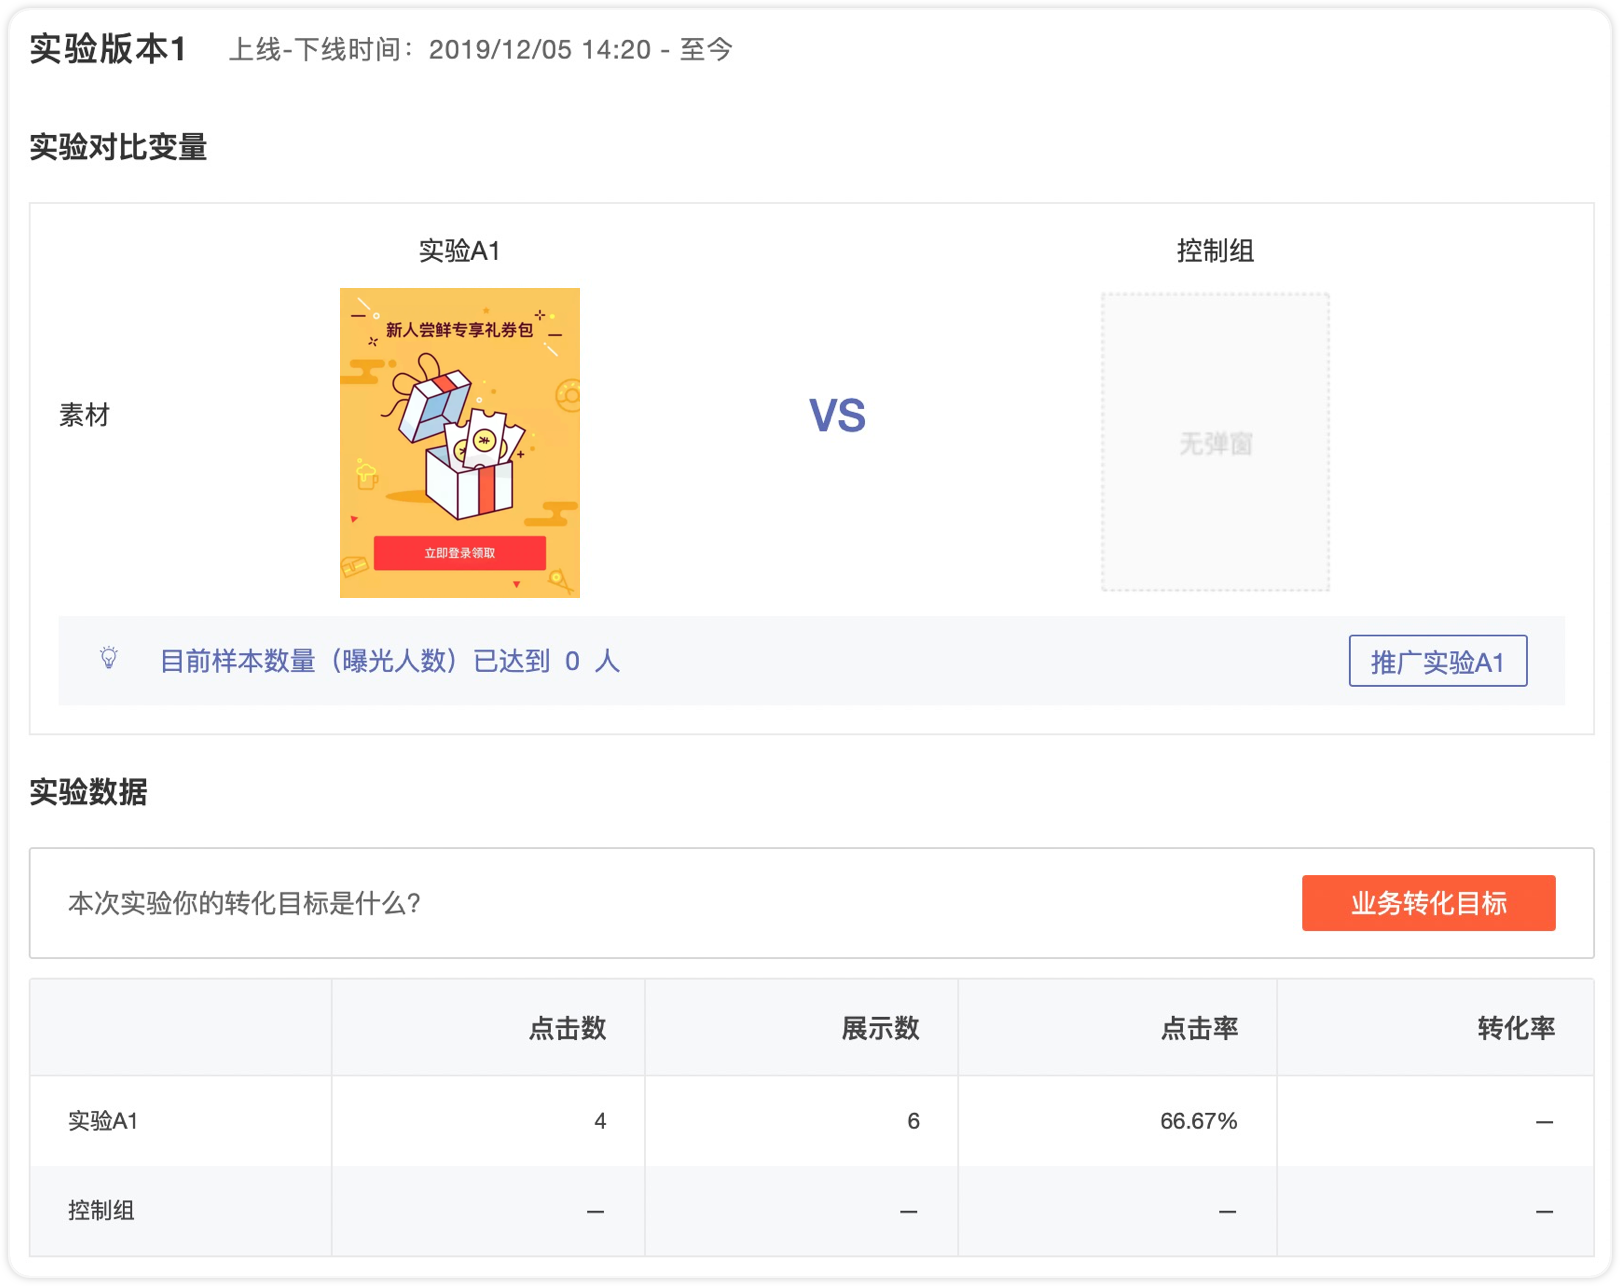 实验版本1 上线-下线时间：2019/12/05 14:20 - 至今
实验对比变量
实验A1 控制组
新人尝鲜专享礼券包
素材
VS
无弹窗
立即登录领取
目前样本数量（曝光人数）已达到 0 人
推广实验A1
实验数据
本次实验你的转化目标是什么?
业务转化目标
点击数 展示数 点击率 转化率
实验A1 4 6 66.67% —
控制组 — — — —